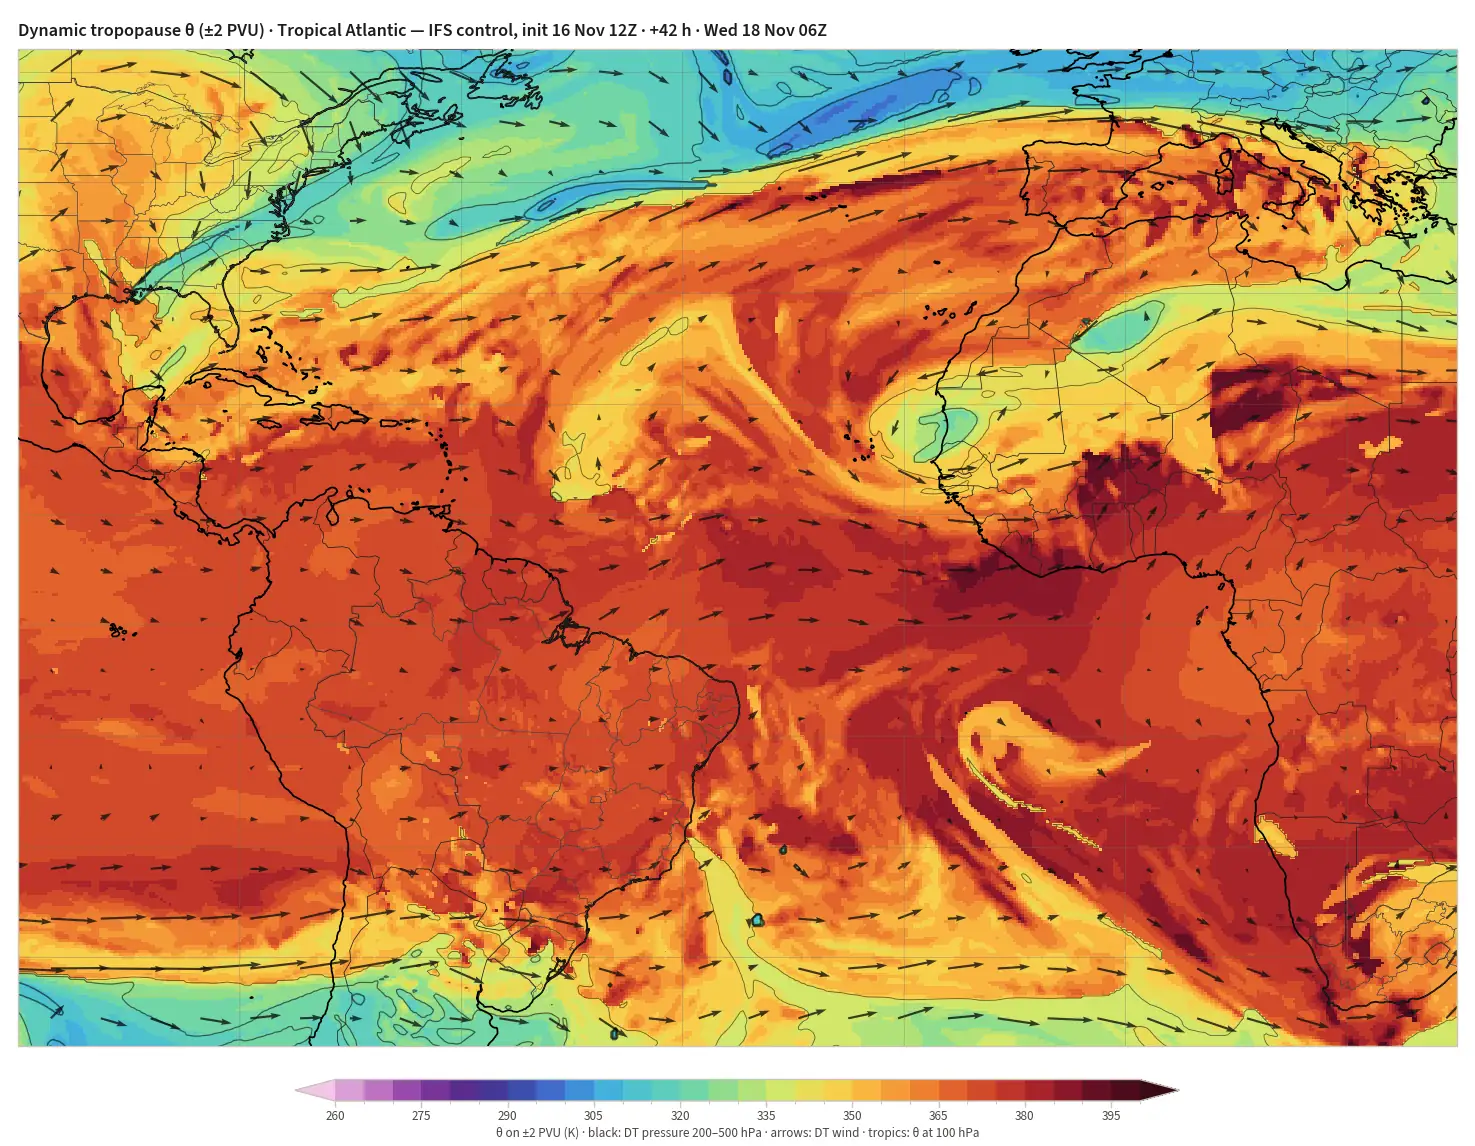 Dynamic tropopause θ (±2 PVU) · Tropical Atlantic — IFS control, init 16 Nov 12Z · +42 h · Wed 18 Nov 06Z
260 275 290 305 320 335 350 365 380 395
θ on ±2 PVU (K) · black: DT pressure 200–500 hPa · arrows: DT wind · tropics: θ at 100 hPa